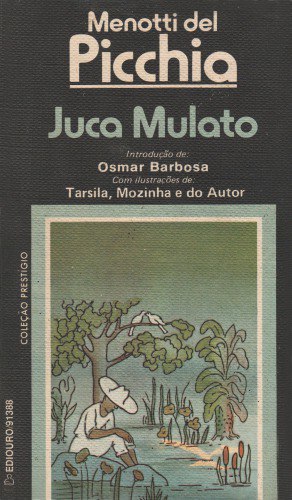 Menotti del
Picchia
Juca Mulato
Introdução de:
Osmar Barbosa
Com ilustrações de:
Tarsila, Mozinha e do Autor
COLEÇÃO PRESTÍGIO
EDIOURO/91388